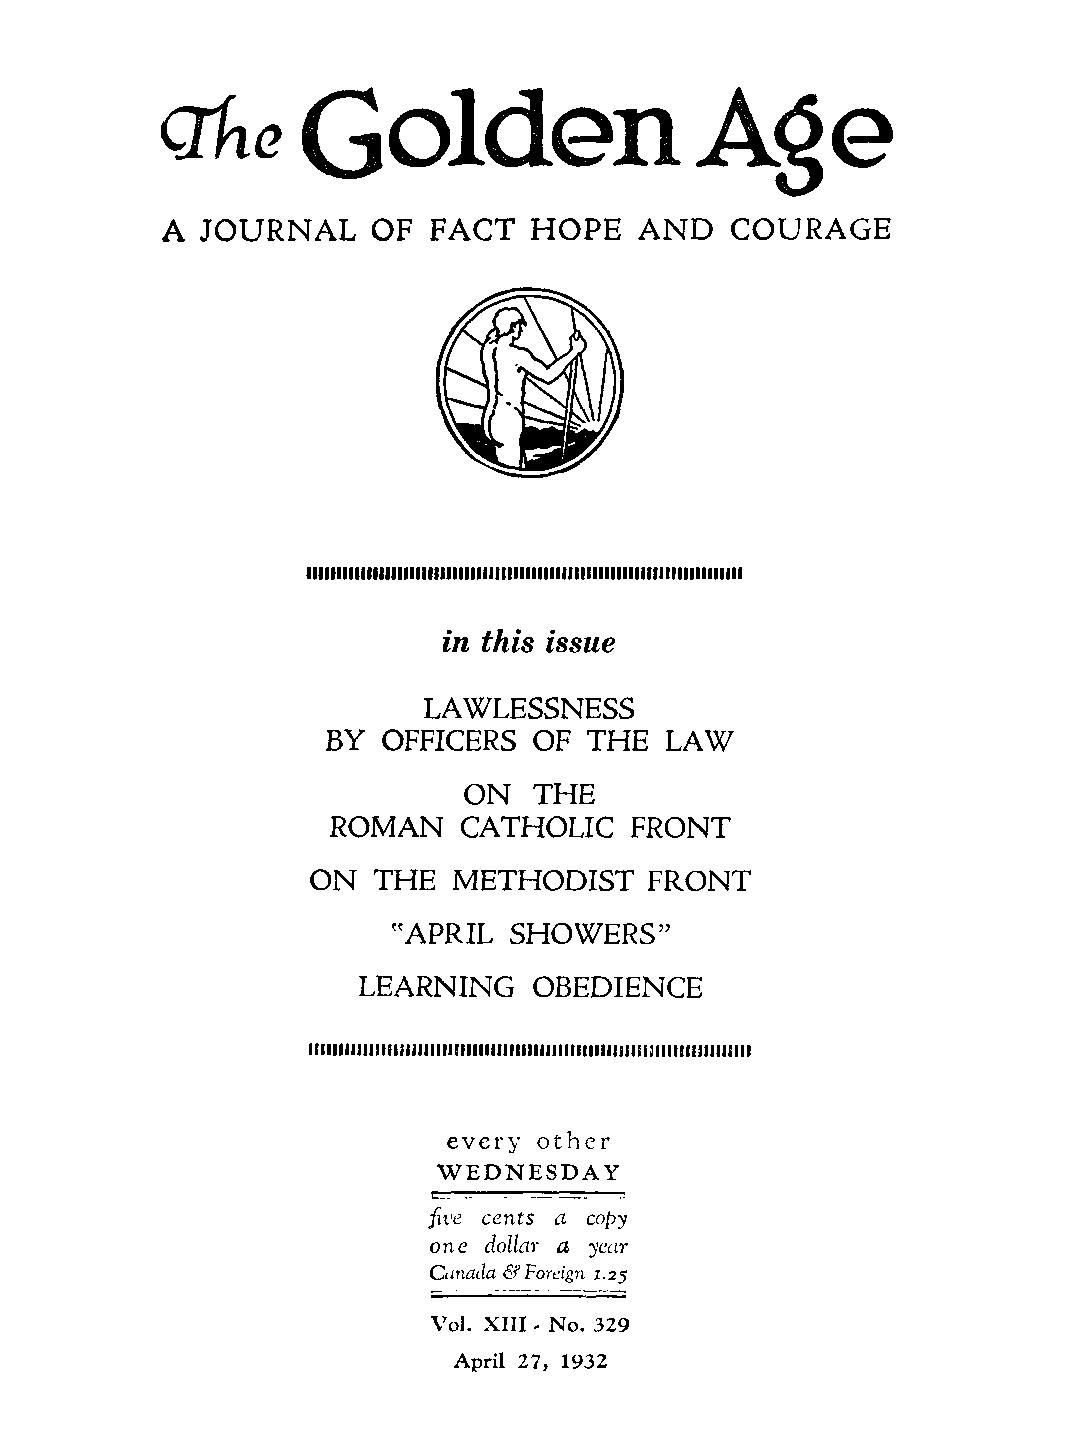 The Golden Age
A JOURNAL OF FACT HOPE AND COURAGE
in this issue
LAWLESSNESS
BY OFFICERS OF THE LAW
ON THE
ROMAN CATHOLIC FRONT
ON THE METHODIST FRONT
"APRIL SHOWERS"
LEARNING OBEDIENCE
every other
WEDNESDAY
five cents a copy
one dollar a year
Canada & Foreign 1.25
Vol. XIII - No. 329
April 27, 1932